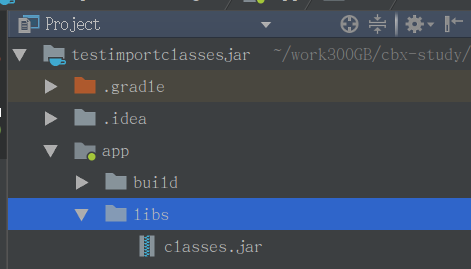 Project
testimportclasses.jar ~/work300GB/cbx-study/
.gradle
.idea
app
build
libs
classes.jar